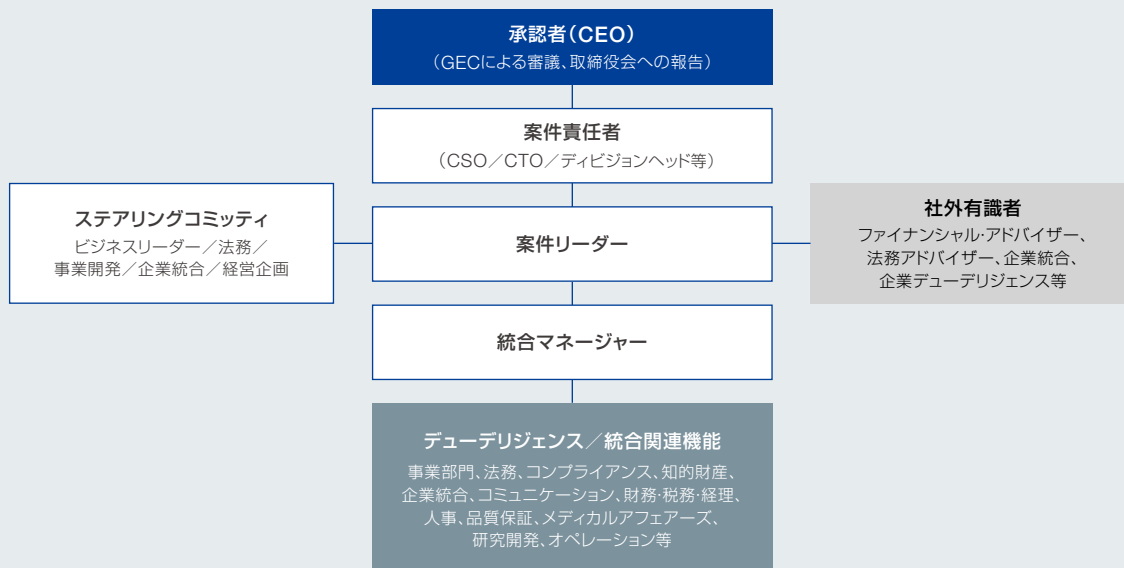 承認者（CEO）
（GECによる審議、取締役会への報告）
案件責任者
（CSO／CTO／ディビジョンヘッド等）
ステアリングコミッティ
ビジネスリーダー／法務／
事業開発／企業統合／経営企画
案件リーダー
社外有識者
ファイナンシャル・アドバイザー、
法務アドバイザー、企業統合、
企業デューデリジェンス等
統合マネージャー
デューデリジェンス／統合関連機能
事業部門、法務、コンプライアンス、知的財産、
企業統合、コミュニケーション、財務・税務・経理、
人事、品質保証、メディカルアフェアーズ、
研究開発、オペレーション等